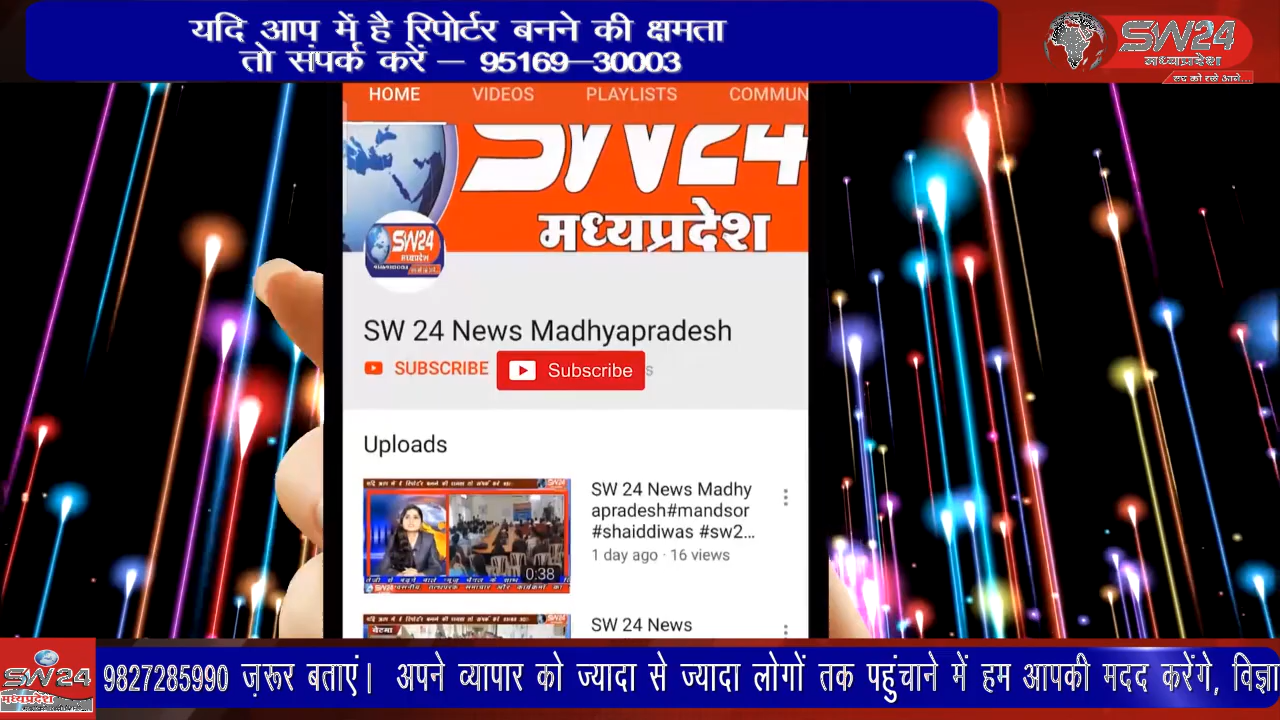 यदि आप में है रिपोर्टर बनने की क्षमता
तो संपर्क करें – 95169–30003
SW24
मध्यप्रदेश
HOME VIDEOS PLAYLISTS COMMUN
SW24
मध्यप्रदेश
SW24
SW 24 News Madhyapradesh
SUBSCRIBE Subscribe s
Uploads
SW 24 News Madhy
apradesh#mandsor
#shaiddiwas #sw2...
1 day ago · 16 views
0:38
SW 24 News
SW24
मध्यप्रदेश
9827285990 ज़रूर बताएं। अपने व्यापार को ज्यादा से ज्यादा लोगों तक पहुंचाने में हम आपकी मदद करेंगे, विज्ञा